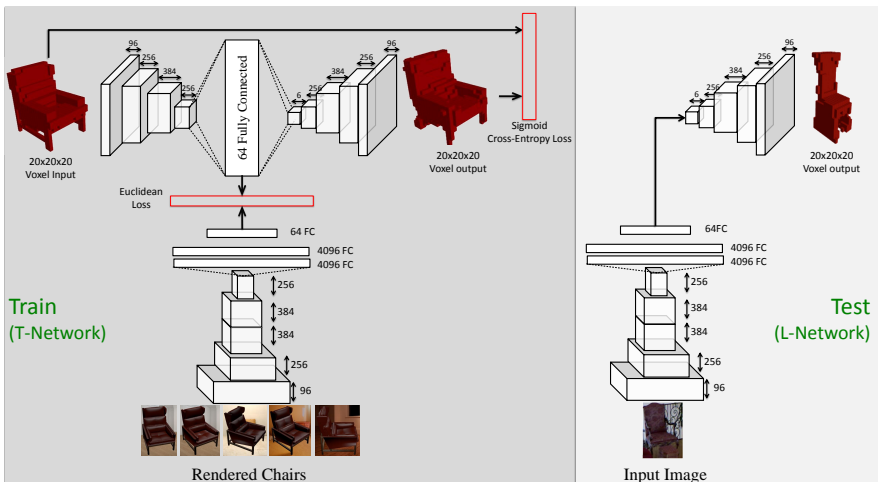 96
256
384
256
64 Fully Connected
6
256
384
256
96
20x20x20
Voxel Input
20x20x20
Voxel output
Sigmoid
Cross-Entropy Loss
Euclidean
Loss
64 FC
4096 FC
4096 FC
256
384
384
256
96
Train
(T-Network)
Rendered Chairs
6
256
384
256
96
20x20x20
Voxel output
64FC
4096 FC
4096 FC
256
384
384
256
96
Test
(L-Network)
Input Image